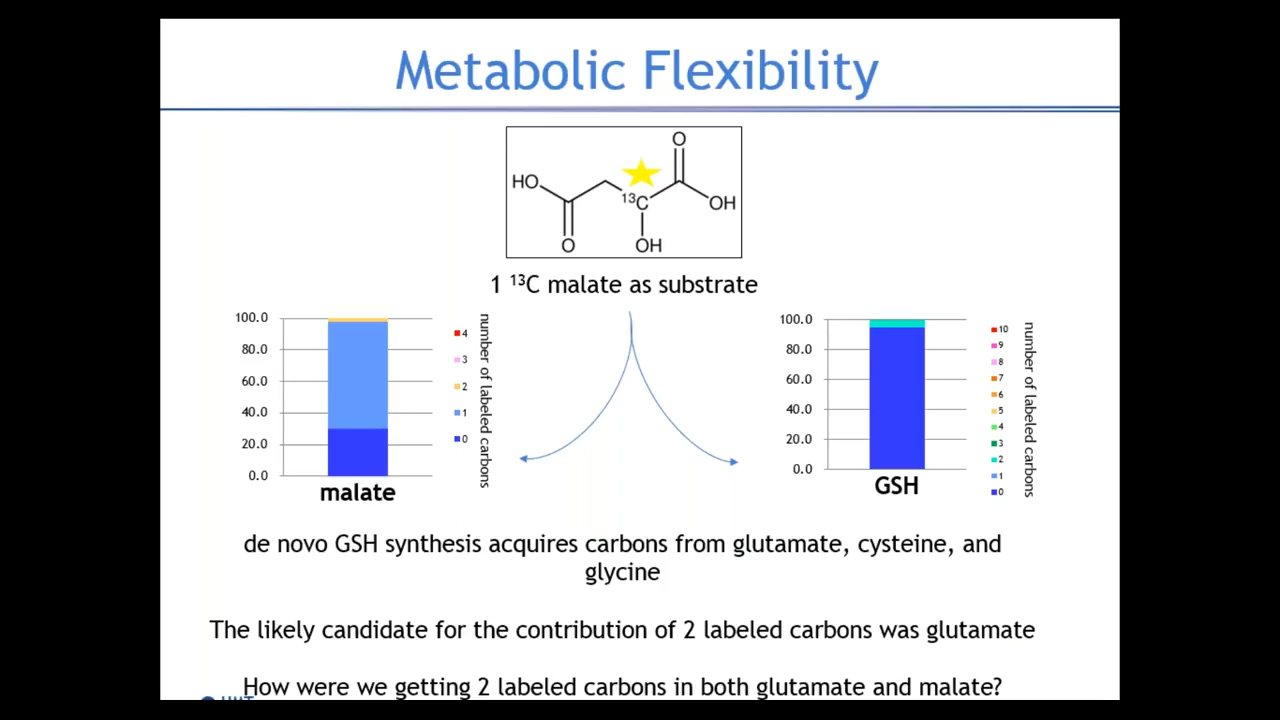 Metabolic Flexibility
O
HO
13C
OH
O
OH
1 13C malate as substrate
100.0
80.0
60.0
40.0
20.0
0.0
malate
4
3
2
1
0
number of labeled carbons
100.0
80.0
60.0
40.0
20.0
0.0
GSH
10
9
8
7
6
5
4
3
2
1
0
number of labeled carbons
de novo GSH synthesis acquires carbons from glutamate, cysteine, and
glycine
The likely candidate for the contribution of 2 labeled carbons was glutamate
How were we getting 2 labeled carbons in both glutamate and malate?